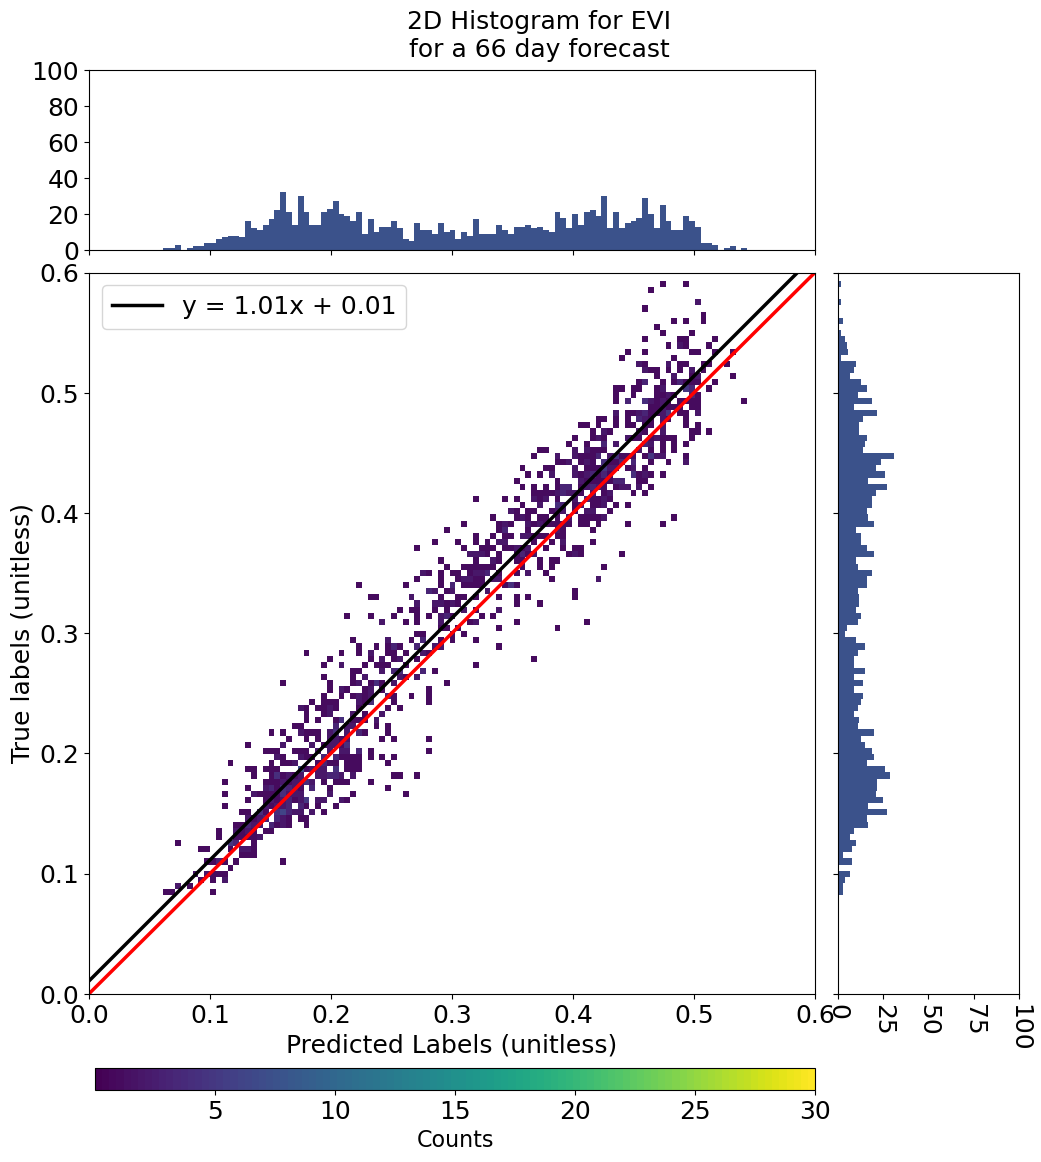 2D Histogram for EVI
for a 66 day forecast
100
80
60
40
20
0
0.6
0.5
0.4
0.3
0.2
0.1
0.0
y = 1.01x + 0.01
True labels (unitless)
0.0 0.1 0.2 0.3 0.4 0.5 0.6
Predicted Labels (unitless)
0 25 50 75 100
5 10 15 20 25 30
Counts